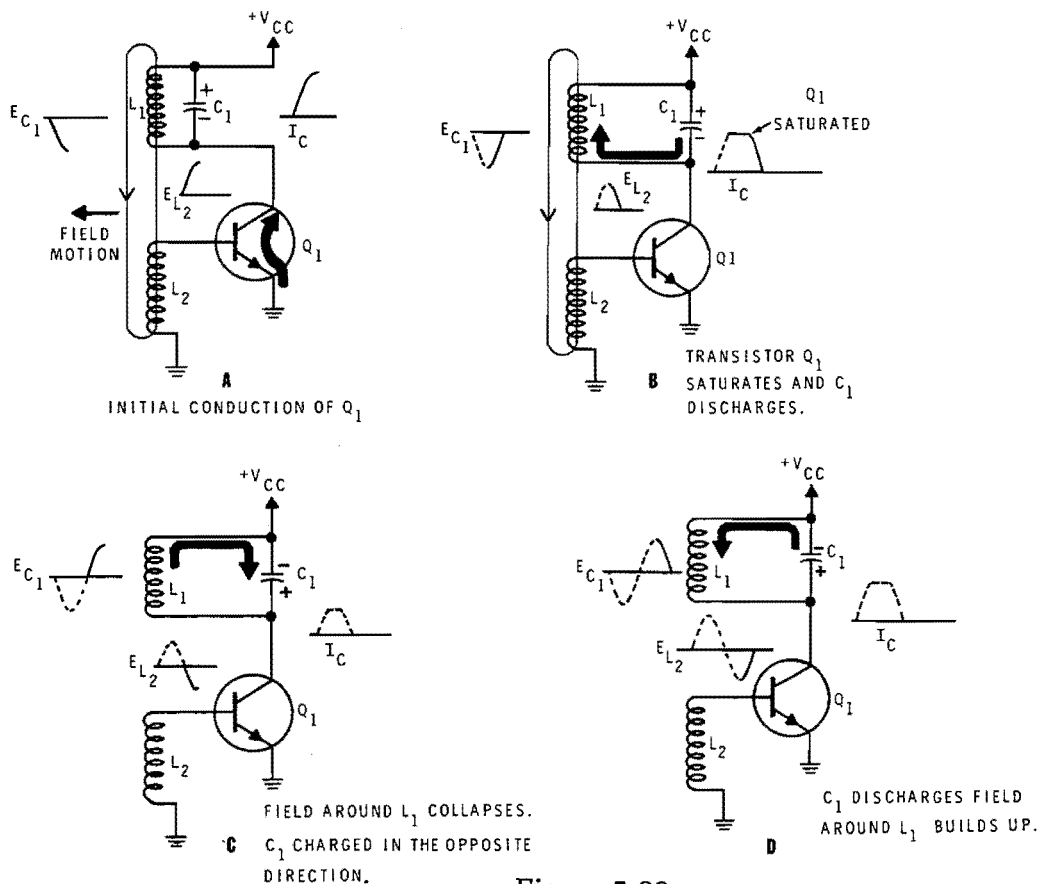 +VCC
L1
+
-
C1
EC1
IC
EL2
FIELD
MOTION
Q1
L2
A
INITIAL CONDUCTION OF Q1
+VCC
L1
C1
+
-
Q1
SATURATED
EC1
IC
EL2
Q1
L2
B
TRANSISTOR Q1
SATURATES AND C1
DISCHARGES.
+VCC
EC1
L1
-
C1
+
IC
EL2
Q1
L2
C
FIELD AROUND L1 COLLAPSES.
C1 CHARGED IN THE OPPOSITE
DIRECTION.
+VCC
EC1
L1
-
C1
+
IC
EL2
Q1
L2
D
C1 DISCHARGES FIELD
AROUND L1 BUILDS UP.